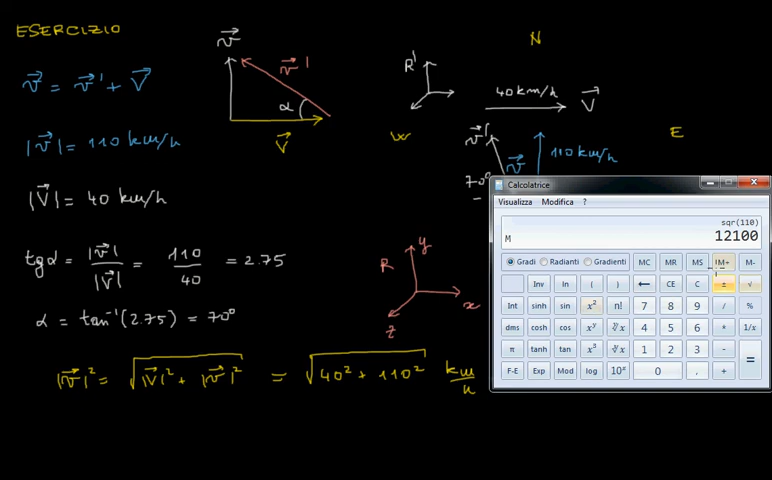 ESERCIZIO
v⃗ = v⃗' + V⃗
|v⃗| = 110 km/h
|V⃗| = 40 km/h
tgα = |v⃗| / |V⃗| = 110 / 40 = 2.75
α = tan⁻¹(2.75) = 70°
|v⃗|² = √|V⃗|² + |v⃗|² = √40² + 110² km/h
v⃗
v⃗'
α
V⃗
N
R'
40 km/h
V⃗
W
E
v⃗'
v⃗
110 km/h
70°
y
R
x
z
Calcolatrice
Visualizza Modifica ?
sqr(110)
M 12100
Gradi Radianti Gradienti MC MR MS M+ M-
Inv ln ( ) ← CE C ± √
Int sinh sin x² n! 7 8 9 / %
dms cosh cos xʸ ʸ√x 4 5 6 * 1/x
π tanh tan x³ ³√x 1 2 3 - =
F-E Exp Mod log 10ˣ 0 , +